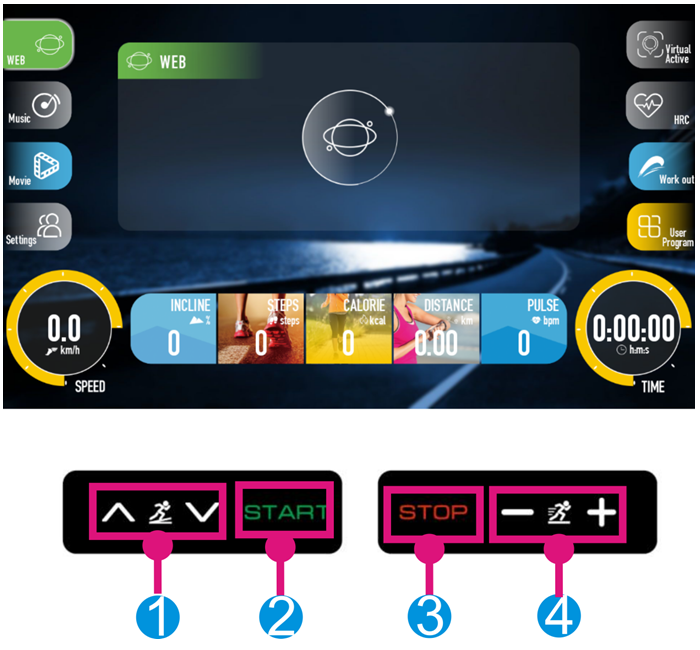 WEB
WEB
Music
Movie
Settings
Virtual
Active
HRC
Work out
User
Program
0.0
km/h
SPEED
INCLINE
%
0
STEPS
steps
0
CALORIE
kcal
0
DISTANCE
km
0.00
PULSE
bpm
0
0:00:00
h:m:s
TIME
START
STOP
1
2
3
4